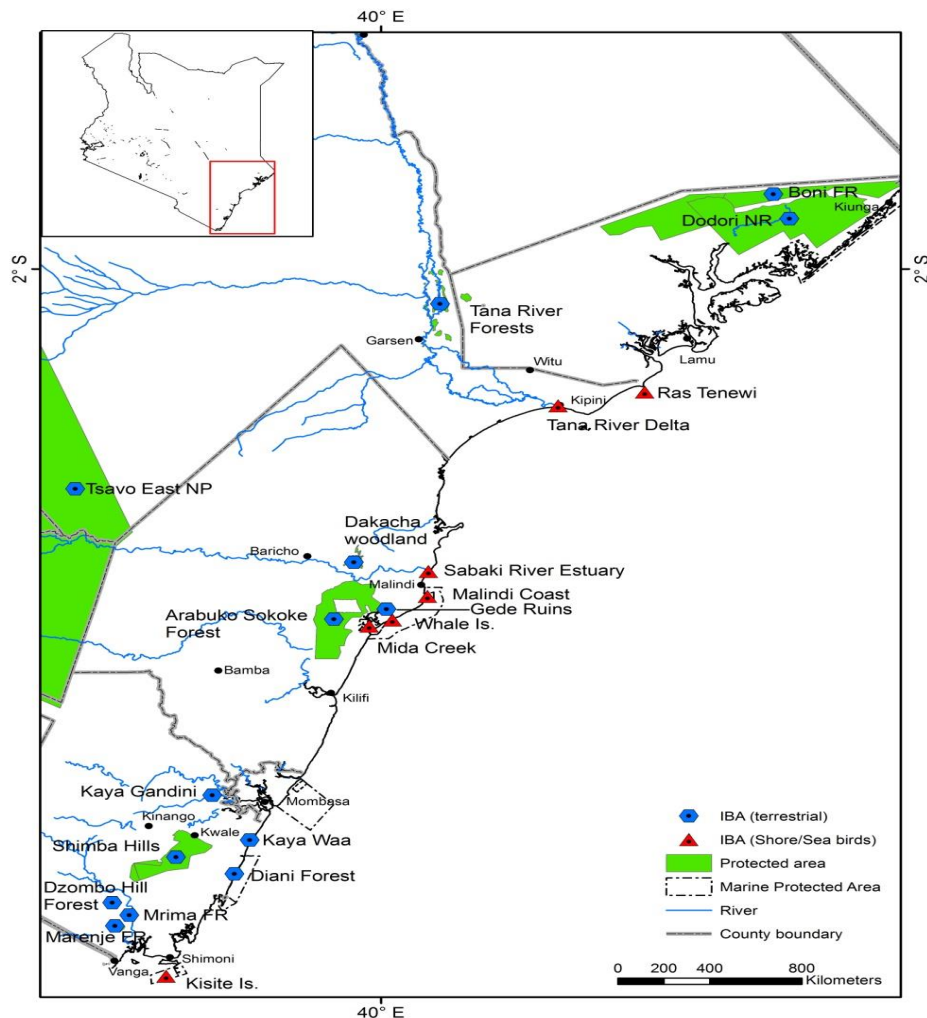 40° E
2° S
2° S
Boni FR
Kiunga
Dodori NR
Tana River
Forests
Garsen
Lamu
Witu
Ras Tenewi
Kipini
Tana River Delta
Tsavo East NP
Dakacha
woodland
Baricho
Sabaki River Estuary
Malindi
Malindi Coast
Gede Ruins
Arabuko Sokoke
Forest
Whale Is.
Mida Creek
Bamba
Kilifi
Kaya Gandini
Mombasa
Kinango
Kwale
Kaya Waa
Shimba Hills
Diani Forest
Dzombo Hill
Forest
Mrima FR
Marenje FR
Shimoni
Vanga
Kisite Is.
IBA (terrestrial)
IBA (Shore/Sea birds)
Protected area
Marine Protected Area
River
County boundary
0 200 400 800
Kilometers
40° E